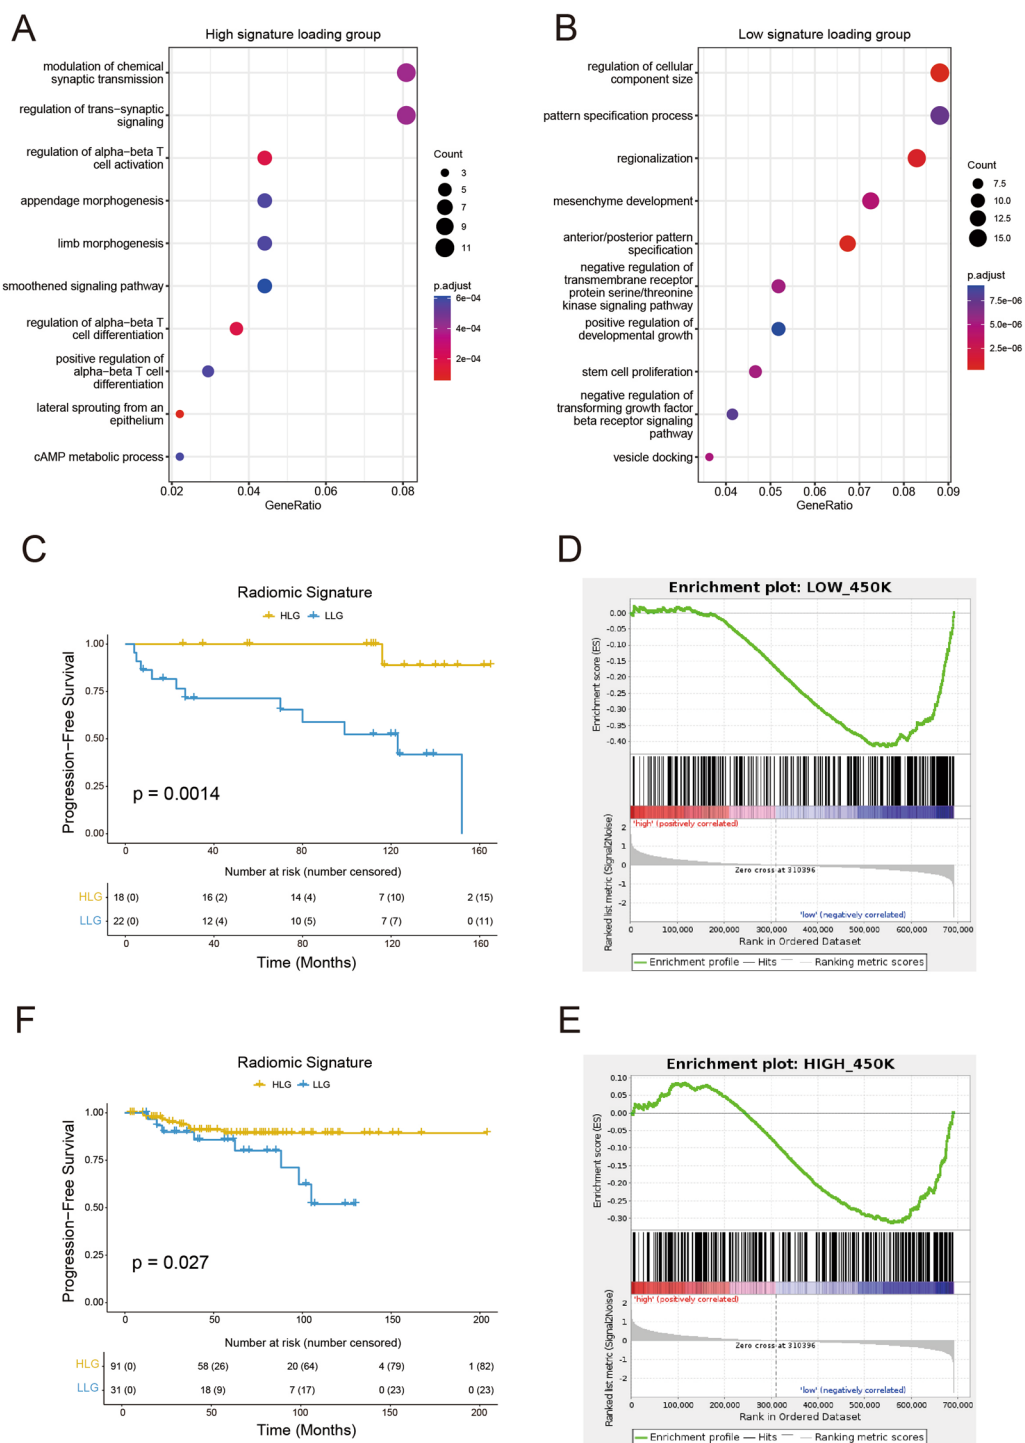 A
High signature loading group
modulation of chemical
synaptic transmission
regulation of trans−synaptic
signaling
regulation of alpha−beta T
cell activation
appendage morphogenesis
limb morphogenesis
smoothened signaling pathway
regulation of alpha−beta T
cell differentiation
positive regulation of
alpha−beta T cell
differentiation
lateral sprouting from an
epithelium
cAMP metabolic process
0.02 0.04 0.06 0.08
GeneRatio
Count
3
5
7
9
11
p.adjust
6e−04
4e−04
2e−04
B
Low signature loading group
regulation of cellular
component size
pattern specification process
regionalization
mesenchyme development
anterior/posterior pattern
specification
negative regulation of
transmembrane receptor
protein serine/threonine
kinase signaling pathway
positive regulation of
developmental growth
stem cell proliferation
negative regulation of
transforming growth factor
beta receptor signaling
pathway
vesicle docking
0.04 0.05 0.06 0.07 0.08 0.09
GeneRatio
Count
7.5
10.0
12.5
15.0
p.adjust
7.5e−06
5.0e−06
2.5e−06
C
Radiomic Signature
HLG LLG
Progression−Free Survival
1.00
0.75
0.50
0.25
0.00
p = 0.0014
0 40 80 120 160
Number at risk (number censored)
HLG 18 (0) 16 (2) 14 (4) 7 (10) 2 (15)
LLG 22 (0) 12 (4) 10 (5) 7 (7) 0 (11)
0 40 80 120 160
Time (Months)
D
Enrichment plot: LOW_450K
Enrichment score (ES)
0.00
-0.05
-0.10
-0.15
-0.20
-0.25
-0.30
-0.35
-0.40
'high' (positively correlated)
Ranked list metric (Signal2Noise)
2
1
0
-1
-2
Zero cross at 310396
'low' (negatively correlated)
0 100,000 200,000 300,000 400,000 500,000 600,000 700,000
Rank in Ordered Dataset
Enrichment profile Hits Ranking metric scores
F
Radiomic Signature
HLG LLG
Progression−Free Survival
1.00
0.75
0.50
0.25
0.00
p = 0.027
0 50 100 150 200
Number at risk (number censored)
HLG 91 (0) 58 (26) 20 (64) 4 (79) 1 (82)
LLG 31 (0) 18 (9) 7 (17) 0 (23) 0 (23)
0 50 100 150 200
Time (Months)
E
Enrichment plot: HIGH_450K
Enrichment score (ES)
0.10
0.05
0.00
-0.05
-0.10
-0.15
-0.20
-0.25
-0.30
'high' (positively correlated)
Ranked list metric (Signal2Noise)
2
1
0
-1
-2
Zero cross at 310396
'low' (negatively correlated)
0 100,000 200,000 300,000 400,000 500,000 600,000 700,000
Rank in Ordered Dataset
Enrichment profile Hits Ranking metric scores